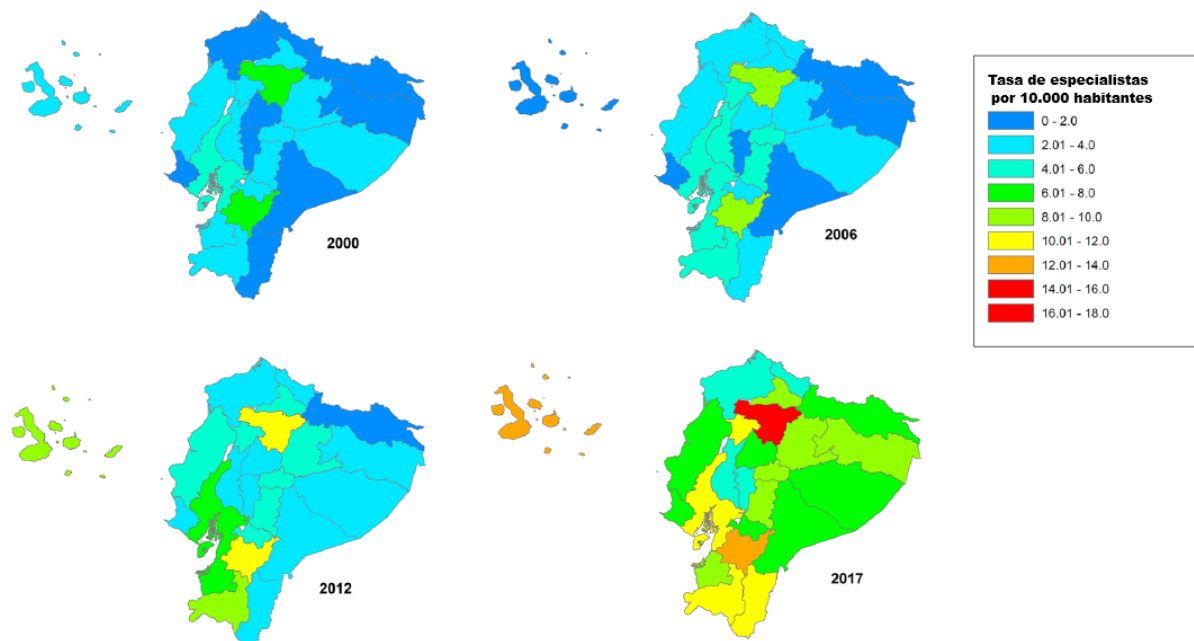 2000
2006
Tasa de especialistas
por 10.000 habitantes
0 - 2.0
2.01 - 4.0
4.01 - 6.0
6.01 - 8.0
8.01 - 10.0
10.01 - 12.0
12.01 - 14.0
14.01 - 16.0
16.01 - 18.0
2012
2017